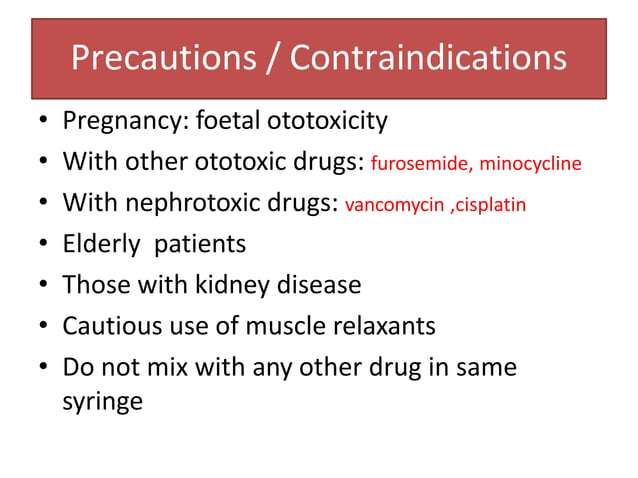 Precautions / Contraindications
• Pregnancy: foetal ototoxicity
• With other ototoxic drugs: furosemide, minocycline
• With nephrotoxic drugs: vancomycin ,cisplatin
• Elderly  patients
• Those with kidney disease
• Cautious use of muscle relaxants
• Do not mix with any other drug in same
syringe